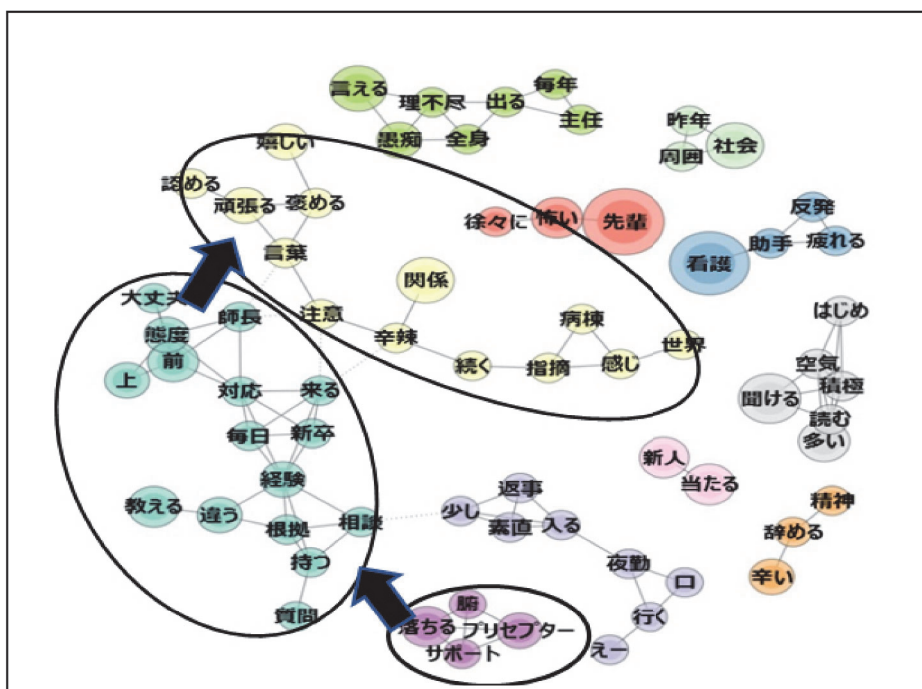 言える
理不尽
出る
毎年
主任
愚痴
全身
昨年
社会
周囲
嬉しい
認める
頑張る
褒める
言葉
徐々に
怖い
先輩
反発
助手
疲れる
看護
関係
注意
辛辣
病棟
続く
指摘
感じ
世界
大丈夫
師長
態度
前
上
対応
来る
毎日
新卒
経験
教える
違う
根拠
相談
持つ
質問
はじめ
空気
積極
聞ける
読む
多い
新人
当たる
返事
少し
素直
入る
精神
辞める
辛い
夜勤
口
行く
えー
腑
落ちる
プリセプター
サポート